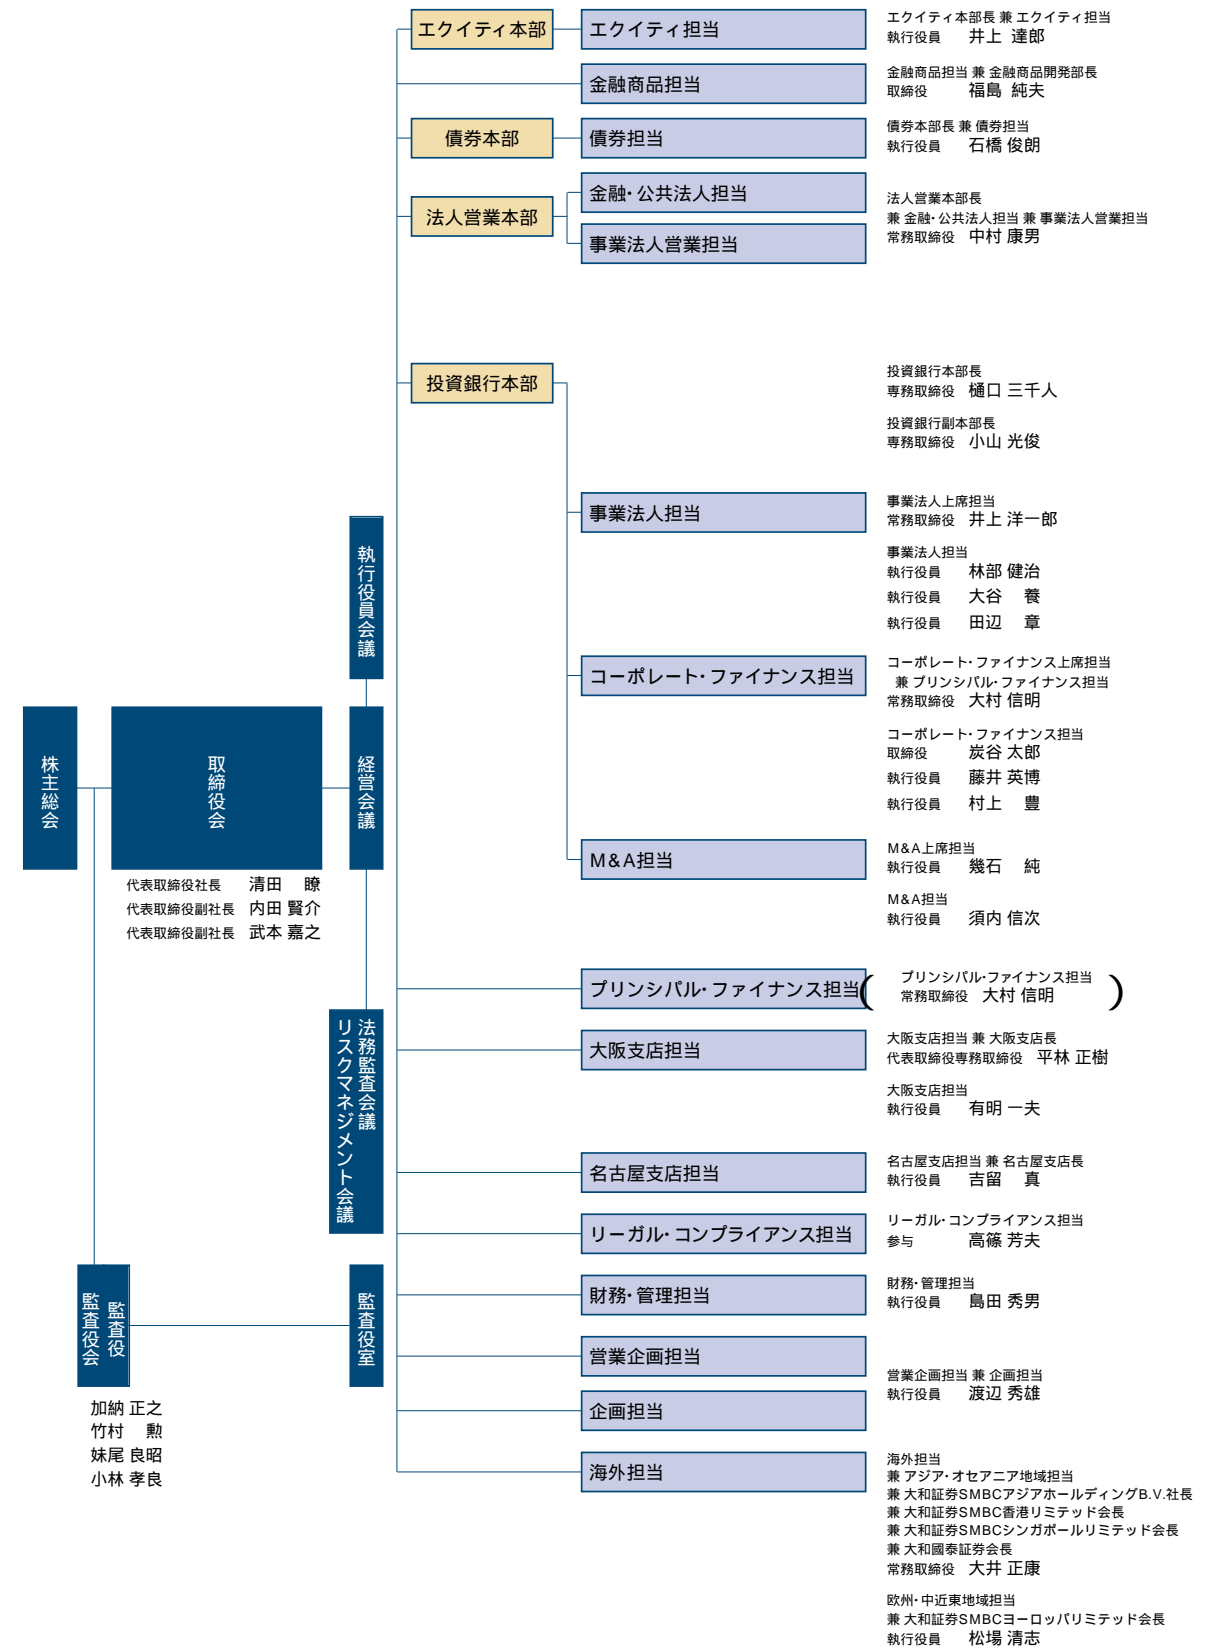 エクイティ本部
エクイティ担当
エクイティ本部長 兼 エクイティ担当
執行役員 井上 達郎
金融商品担当
金融商品担当 兼 金融商品開発部長
取締役 福島 純夫
債券本部
債券担当
債券本部長 兼 債券担当
執行役員 石橋 俊朗
法人営業本部
金融・公共法人担当
事業法人営業担当
法人営業本部長
兼 金融・公共法人担当 兼 事業法人営業担当
常務取締役 中村 康男
投資銀行本部
投資銀行本部長
専務取締役 樋口 三千人
投資銀行副本部長
専務取締役 小山 光俊
事業法人担当
事業法人上席担当
常務取締役 井上 洋一郎
事業法人担当
執行役員 林部 健治
執行役員 大谷 養
執行役員 田辺 章
コーポレート・ファイナンス担当
コーポレート・ファイナンス上席担当
兼 プリンシパル・ファイナンス担当
常務取締役 大村 信明
コーポレート・ファイナンス担当
取締役 炭谷 太郎
執行役員 藤井 英博
執行役員 村上 豊
M&A担当
M&A上席担当
執行役員 幾石 純
M&A担当
執行役員 須内 信次
プリンシパル・ファイナンス担当
( プリンシパル・ファイナンス担当
常務取締役 大村 信明 )
大阪支店担当
大阪支店担当 兼 大阪支店長
代表取締役専務取締役 平林 正樹
大阪支店担当
執行役員 有明 一夫
名古屋支店担当
名古屋支店担当 兼 名古屋支店長
執行役員 吉留 真
リーガル・コンプライアンス担当
リーガル・コンプライアンス担当
参与 高篠 芳夫
財務・管理担当
財務・管理担当
執行役員 島田 秀男
営業企画担当
企画担当
営業企画担当 兼 企画担当
執行役員 渡辺 秀雄
海外担当
海外担当
兼 アジア・オセアニア地域担当
兼 大和証券SMBCアジアホールディングB.V.社長
兼 大和証券SMBC香港リミテッド会長
兼 大和証券SMBCシンガポールリミテッド会長
兼 大和國泰証券会長
常務取締役 大井 正康
欧州・中近東地域担当
兼 大和証券SMBCヨーロッパリミテッド会長
執行役員 松場 清志
執行役員会議
株主総会
取締役会
経営会議
代表取締役社長 清田 瞭
代表取締役副社長 内田 賢介
代表取締役副社長 武本 嘉之
法務監査会議
リスクマネジメント会議
監査役
監査役会
監査役室
加納 正之
竹村 勲
妹尾 良昭
小林 孝良